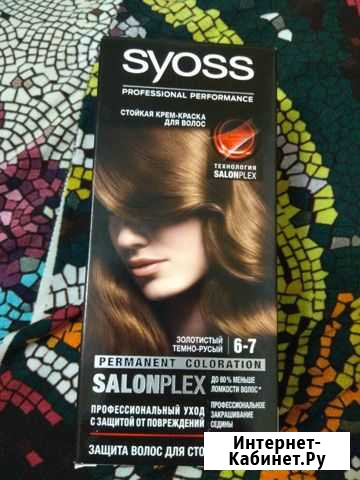 syoss
PROFESSIONAL PERFORMANCE
СТОЙКАЯ КРЕМ-КРАСКА
ДЛЯ ВОЛОС
ТЕХНОЛОГИЯ
SALONPLEX
ЗОЛОТИСТЫЙ
ТЕМНО-РУСЫЙ
6-7
PERMANENT COLORATION
SALONPLEX
ДО 80% МЕНЬШЕ
ЛОМКОСТИ ВОЛОС*
ПРОФЕССИОНАЛЬНЫЙ УХОД
С ЗАЩИТОЙ ОТ ПОВРЕЖДЕНИЙ
ПРОФЕССИОНАЛЬНОЕ
ЗАКРАШИВАНИЕ
СЕДИНЫ
ЗАЩИТА ВОЛОС ДЛЯ СТО
Интернет-
Кабинет.Ру